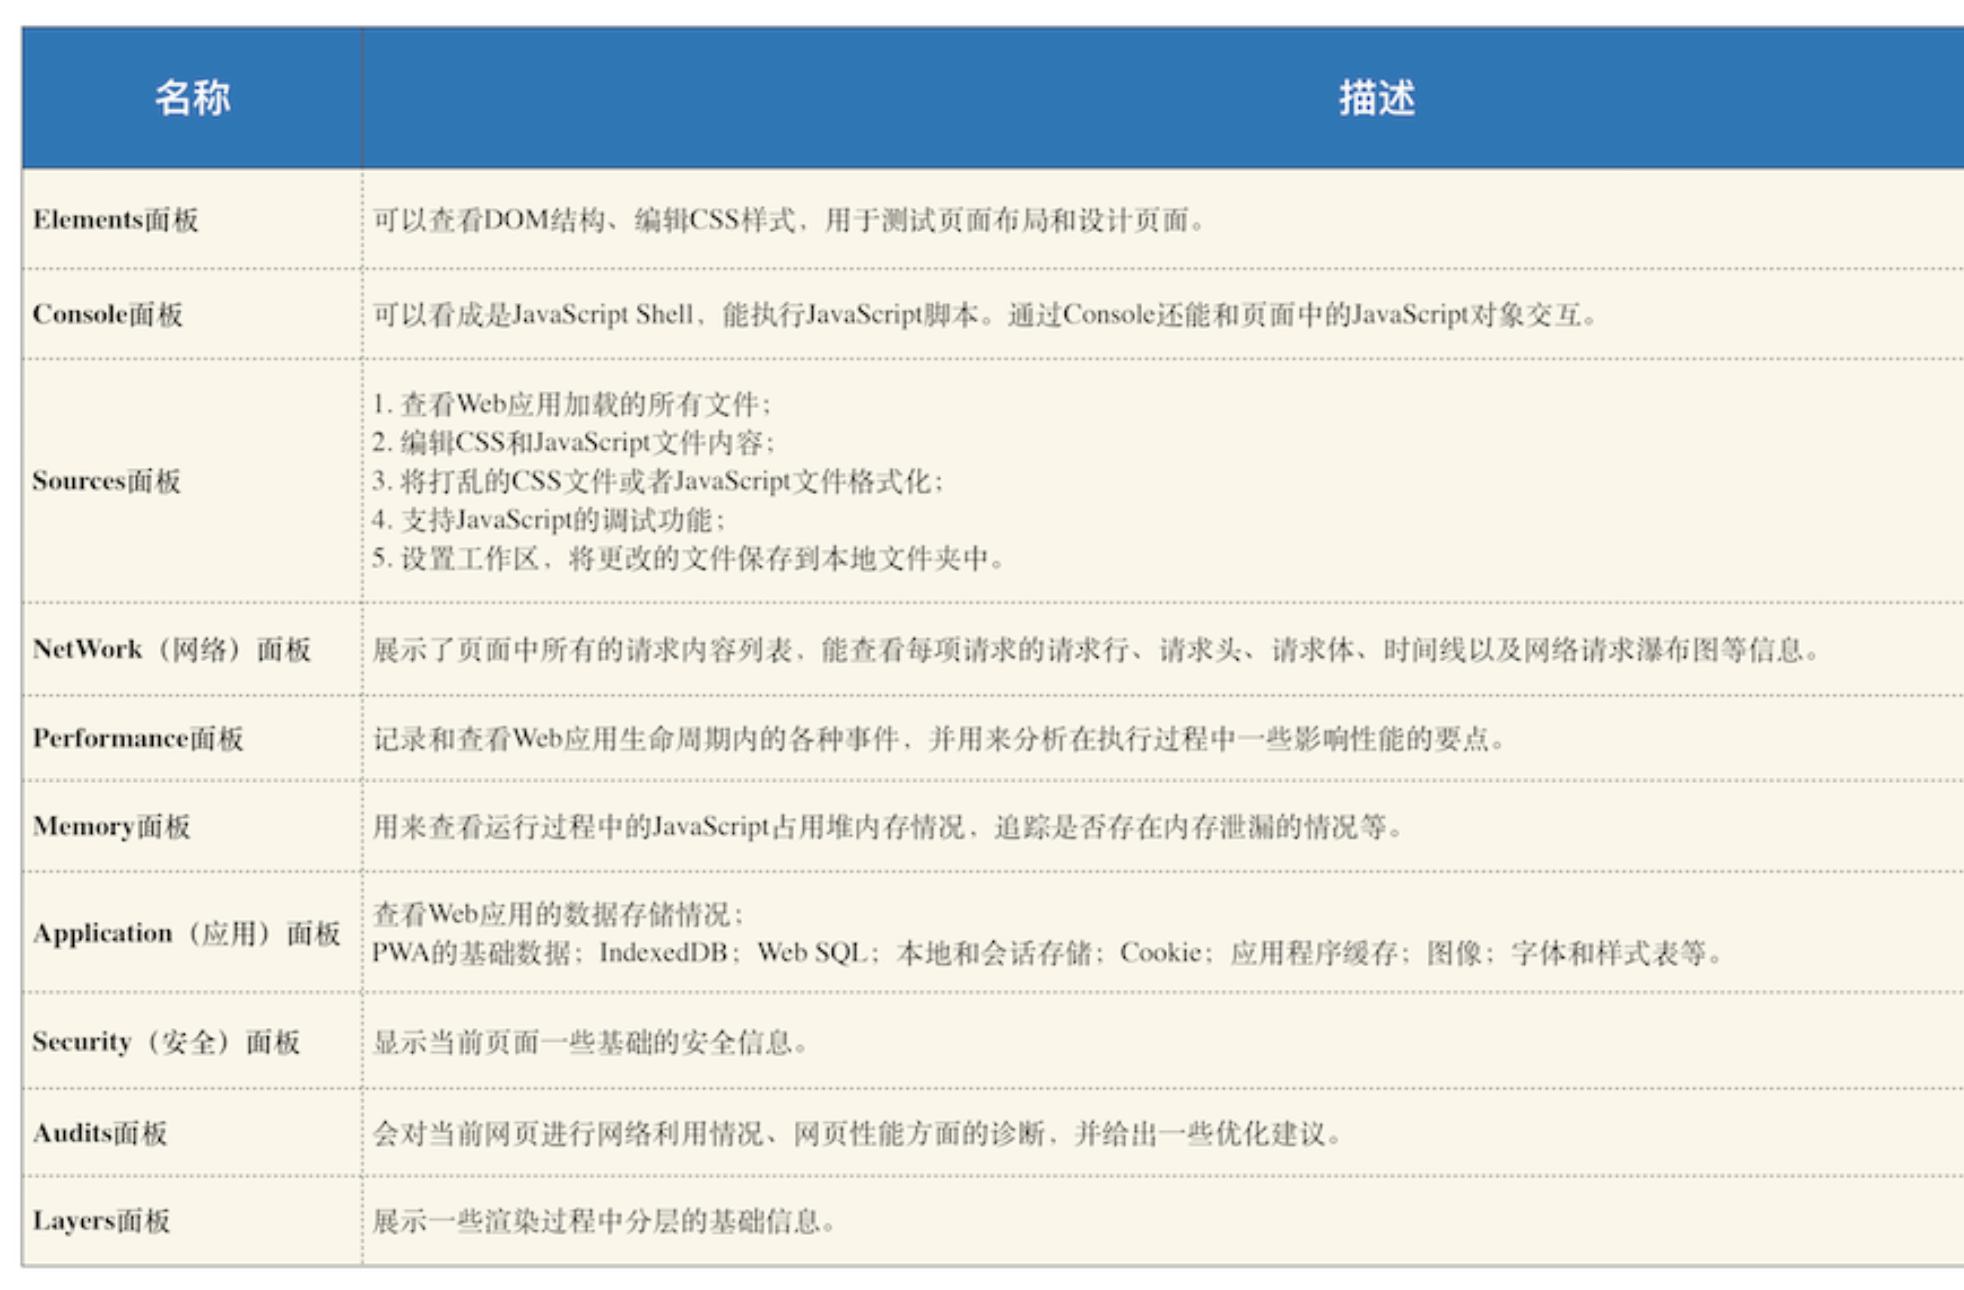 名称
描述
Elements面板
可以查看DOM结构、编辑CSS样式，用于测试页面布局和设计页面。
Console面板
可以看成是JavaScript Shell，能执行JavaScript脚本。通过Console还能和页面中的JavaScript对象交互。
Sources面板
1. 查看Web应用加载的所有文件；
2. 编辑CSS和JavaScript文件内容；
3. 将打乱的CSS文件或者JavaScript文件格式化；
4. 支持JavaScript的调试功能；
5. 设置工作区，将更改的文件保存到本地文件夹中。
NetWork（网络）面板
展示了页面中所有的请求内容列表，能查看每项请求的请求行、请求头、请求体、时间线以及网络请求瀑布图等信息。
Performance面板
记录和查看Web应用生命周期内的各种事件，并用来分析在执行过程中一些影响性能的要点。
Memory面板
用来查看运行过程中的JavaScript占用堆内存情况，追踪是否存在内存泄漏的情况等。
Application（应用）面板
查看Web应用的数据存储情况；
PWA的基础数据；IndexedDB；Web SQL；本地和会话存储；Cookie；应用程序缓存；图像；字体和样式表等。
Security（安全）面板
显示当前页面一些基础的安全信息。
Audits面板
会对当前网页进行网络利用情况、网页性能方面的诊断，并给出一些优化建议。
Layers面板
展示一些渲染过程中分层的基础信息。